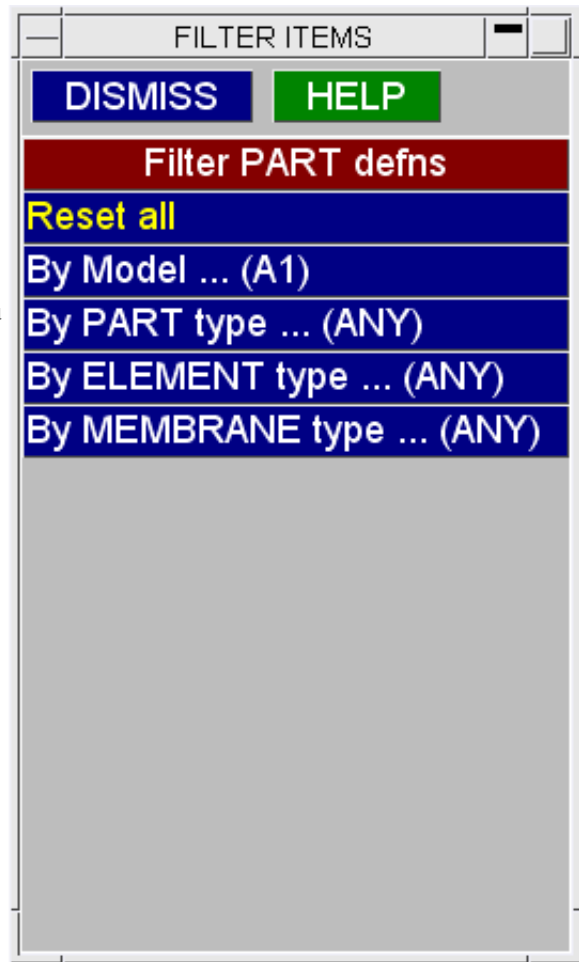 FILTER ITEMS
DISMISS HELP
Filter PART defns
Reset all
By Model ... (A1)
By PART type ... (ANY)
By ELEMENT type ... (ANY)
By MEMBRANE type ... (ANY)